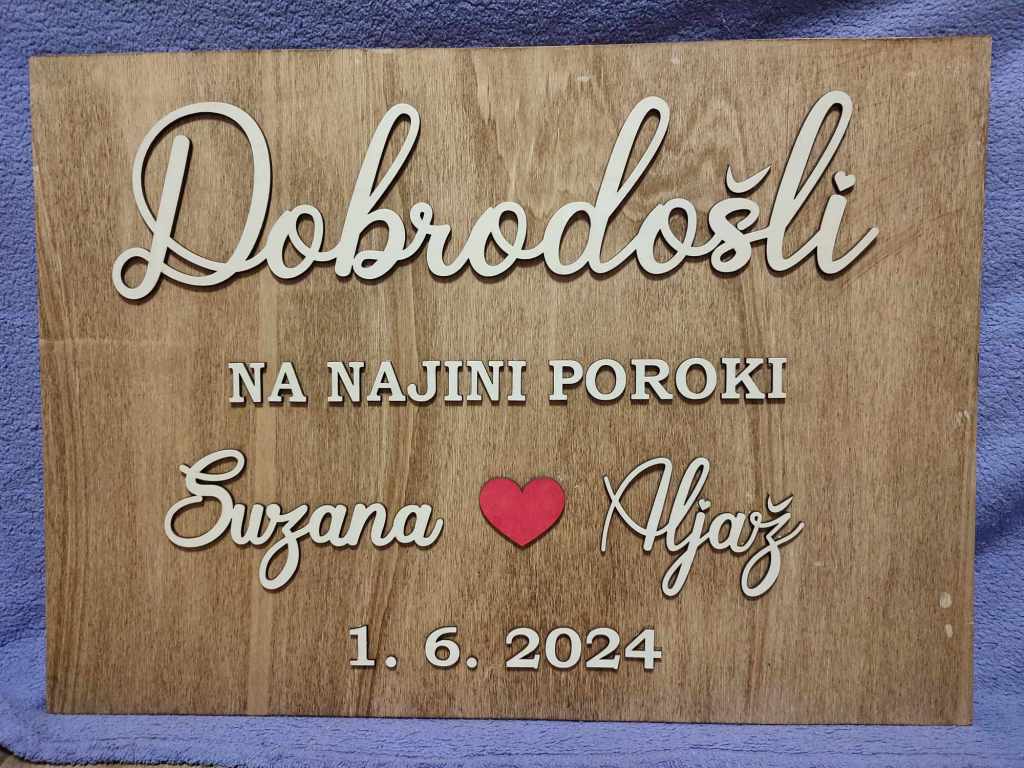 Dobrodošli
NA NAJINI POROKI
Suzana Aljaž
1. 6. 2024